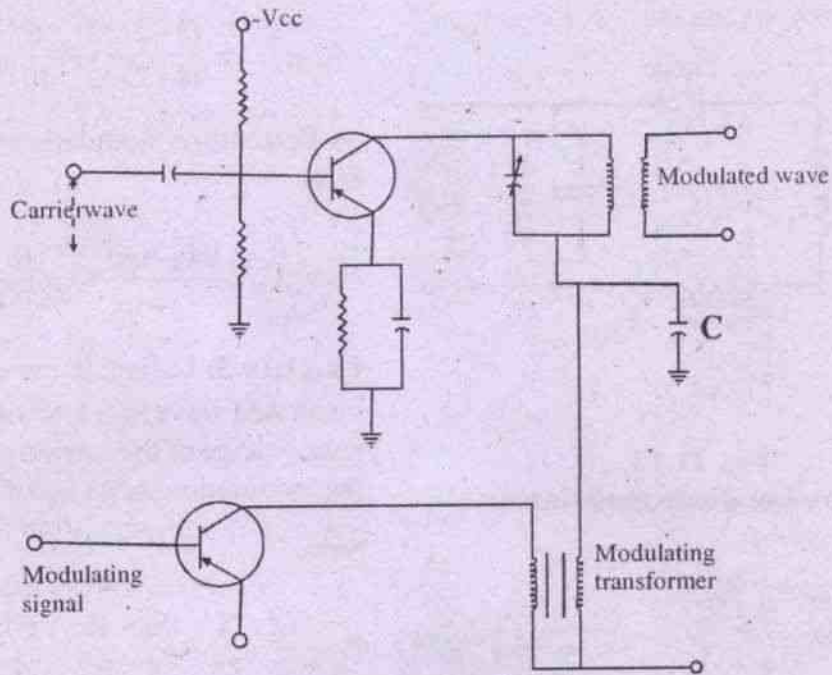 -Vcc
Carrierwave
Modulated wave
C
Modulating
signal
Modulating
transformer